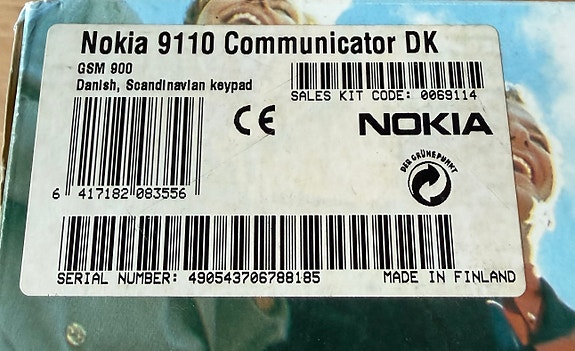 Nokia 9110 Communicator DK
GSM 900
Danish, Scandinavian keypad
SALES KIT CODE: 0069114
CE
NOKIA
DER GRÜNE PUNKT
6 417182 083556
SERIAL NUMBER: 490543706788185
MADE IN FINLAND